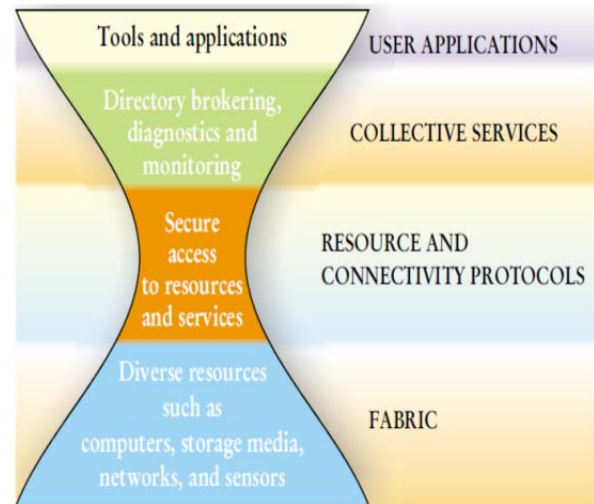 Tools and applications
USER APPLICATIONS
Directory brokering,
diagnostics and
monitoring
COLLECTIVE SERVICES
Secure
access
to resources
and services
RESOURCE AND
CONNECTIVITY PROTOCOLS
Diverse resources
such as
computers, storage media,
networks, and sensors
FABRIC